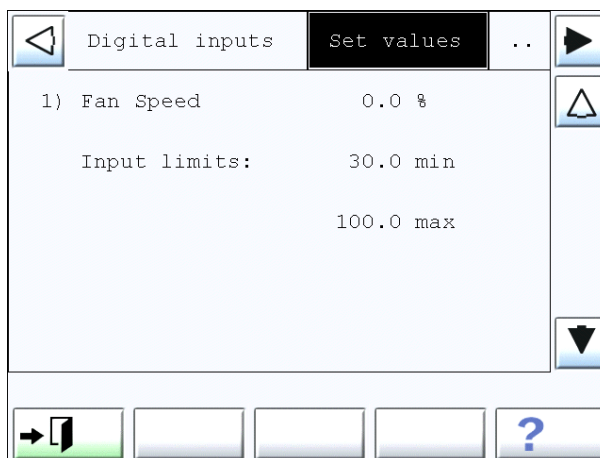 Digital inputs Set values ..
1) Fan Speed 0.0 %
Input limits: 30.0 min
100.0 max
?